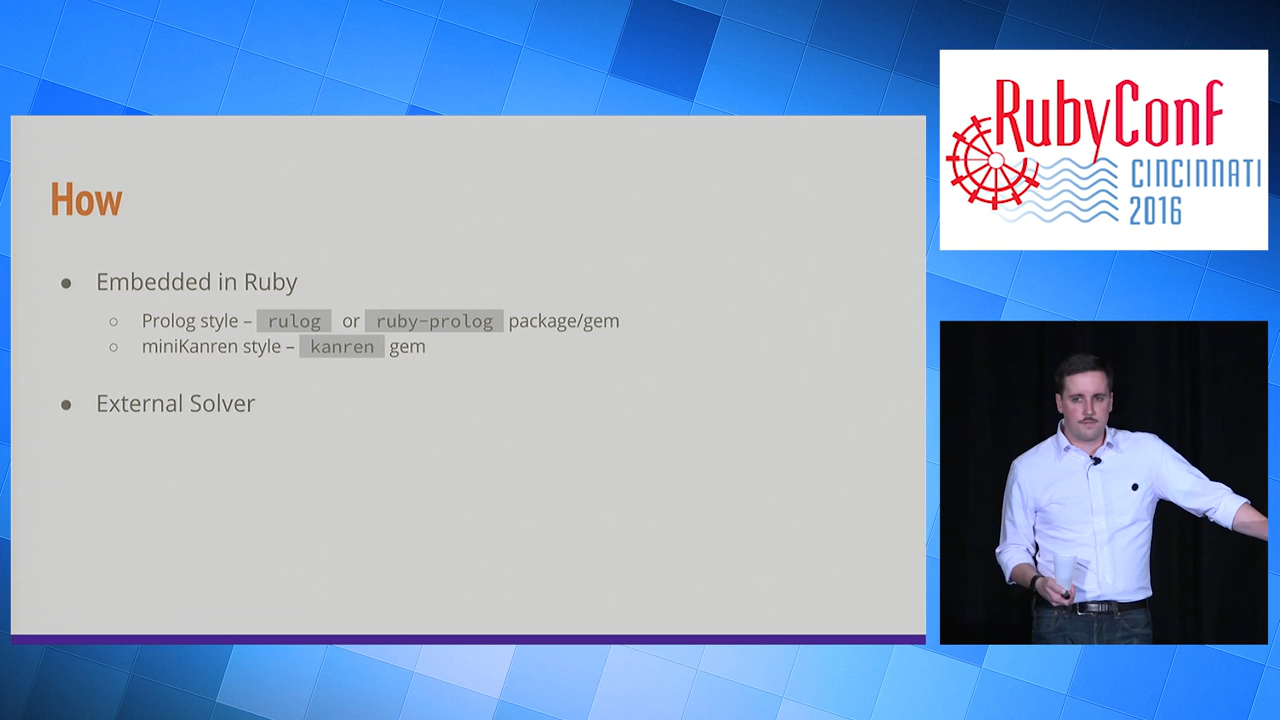 How
● Embedded in Ruby
○ Prolog style – rulog or ruby-prolog package/gem
○ miniKanren style – kanren gem
● External Solver
RubyConf
CINCINNATI
2016